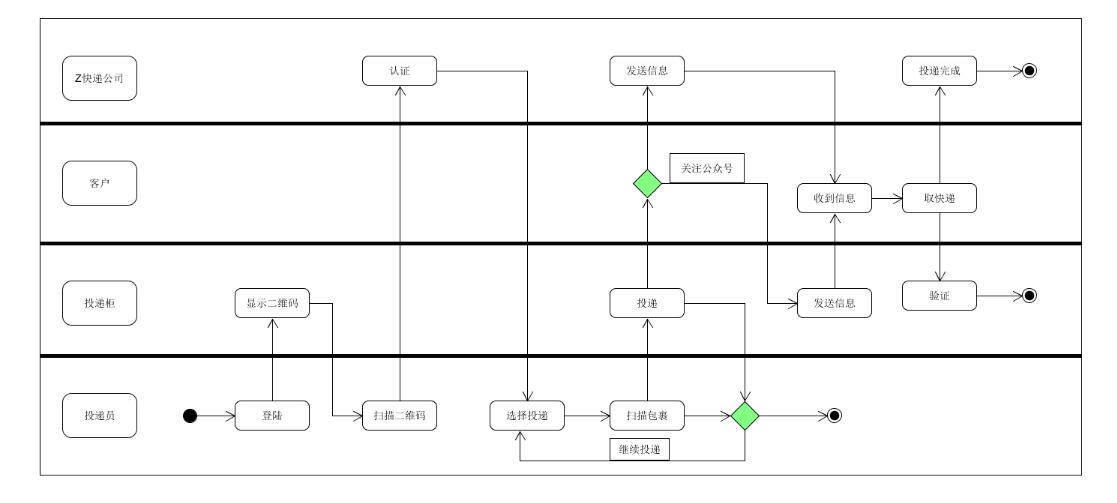 Z快递公司
认证
发送信息
投递完成
客户
关注公众号
收到信息
取快递
投递柜
显示二维码
投递
发送信息
验证
投递员
登陆
扫描二维码
选择投递
扫描包裹
继续投递